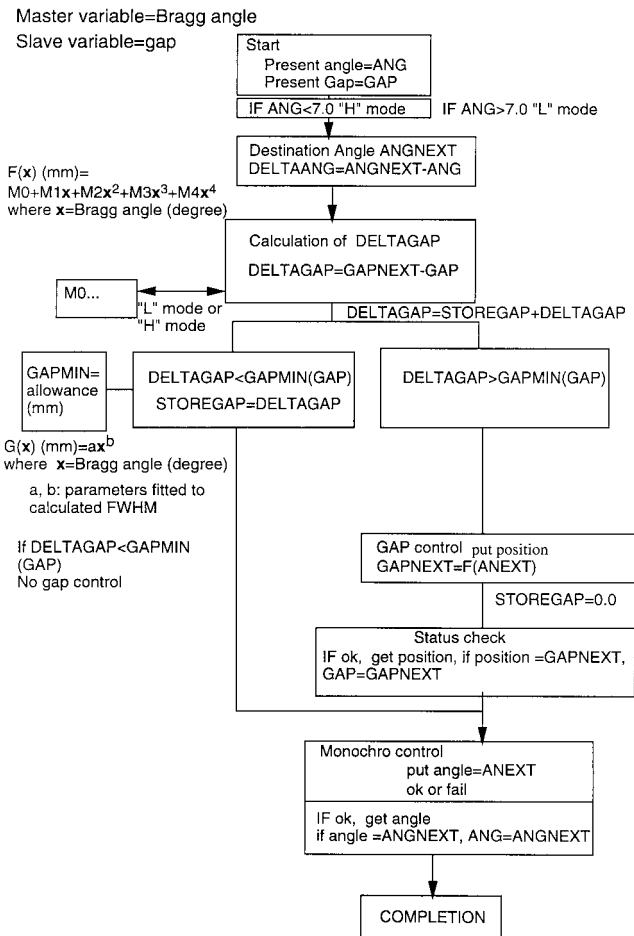 Master variable=Bragg angle
Slave variable=gap
Start
Present angle=ANG
Present Gap=GAP
IF ANG<7.0 "H" mode
IF ANG>7.0 "L" mode
Destination Angle ANGNEXT
DELTAANG=ANGNEXT-ANG
F(x) (mm)=
M0+M1x+M2x²+M3x³+M4x⁴
where x=Bragg angle (degree)
Calculation of DELTAGAP
DELTAGAP=GAPNEXT-GAP
M0...
"L" mode or
"H" mode
DELTAGAP=STOREGAP+DELTAGAP
GAPMIN=
allowance
(mm)
DELTAGAP<GAPMIN(GAP)
STOREGAP=DELTAGAP
DELTAGAP>GAPMIN(GAP)
G(x) (mm)=axᵇ
where x=Bragg angle (degree)
a, b: parameters fitted to
calculated FWHM
If DELTAGAP<GAPMIN
(GAP)
No gap control
GAP control put position
GAPNEXT=F(ANEXT)
STOREGAP=0.0
Status check
IF ok, get position, if position =GAPNEXT,
GAP=GAPNEXT
Monochro control
put angle=ANEXT
ok or fail
IF ok, get angle
if angle =ANGNEXT, ANG=ANGNEXT
COMPLETION